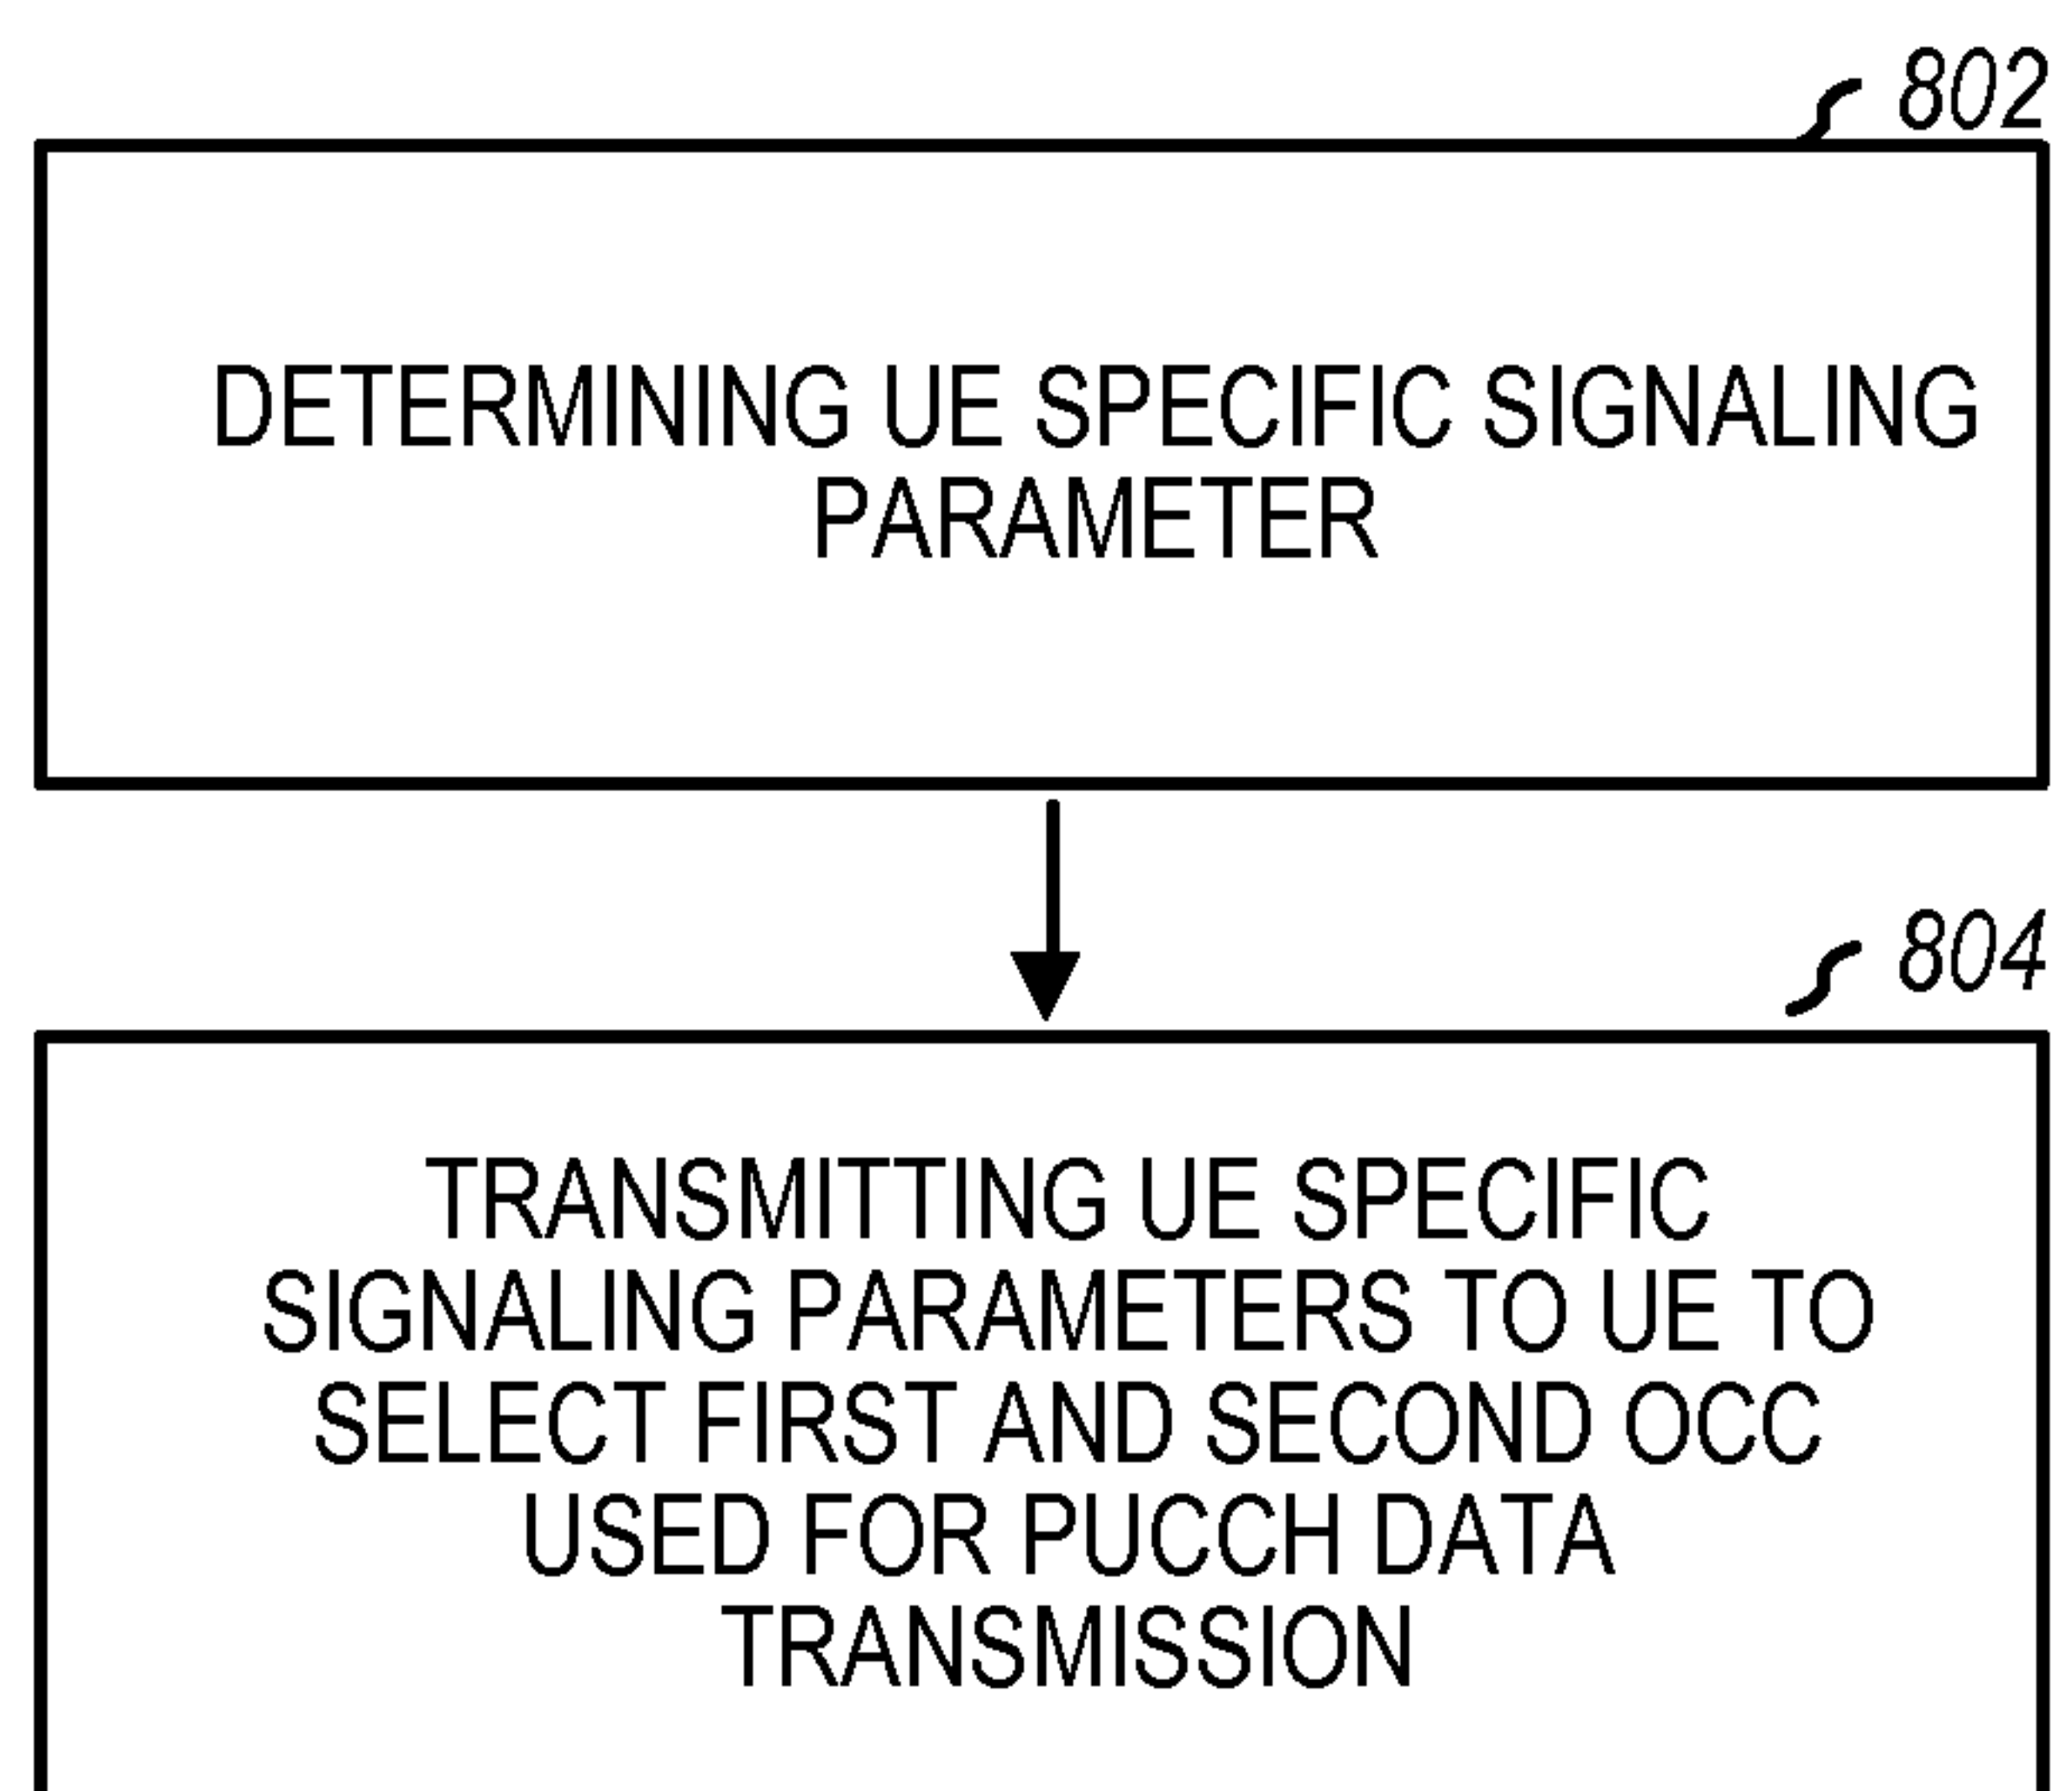 802
DETERMINING UE SPECIFIC SIGNALING
PARAMETER
804
TRANSMITTING UE SPECIFIC
SIGNALING PARAMETERS TO UE TO
SELECT FIRST AND SECOND OCC
USED FOR PUCCH DATA
TRANSMISSION